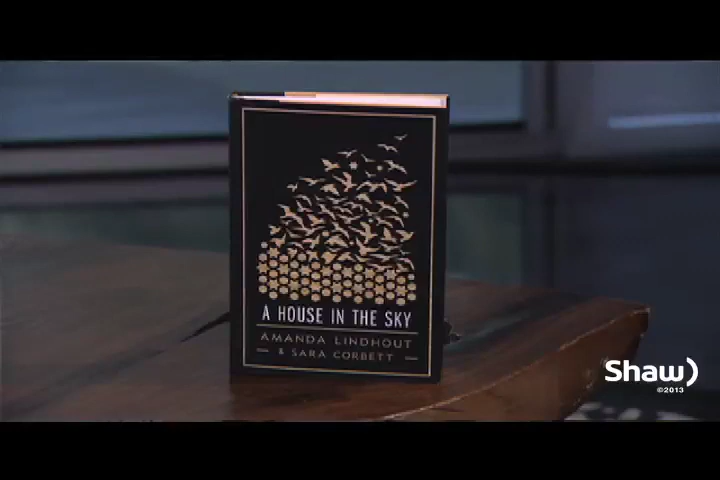 A HOUSE IN THE SKY
AMANDA LINDHOUT
& SARA CORBETT
Shaw)
©2013